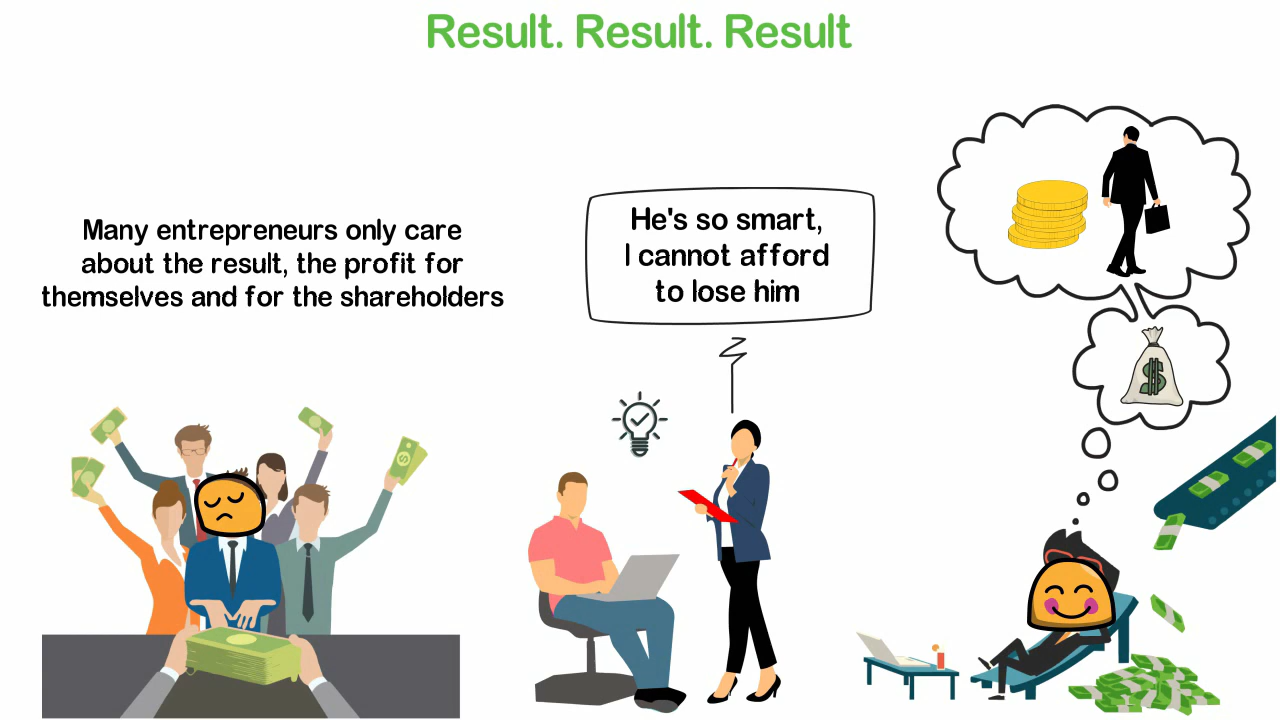 Result. Result. Result
Many entrepreneurs only care
about the result, the profit for
themselves and for the shareholders
He's so smart,
I cannot afford
to lose him